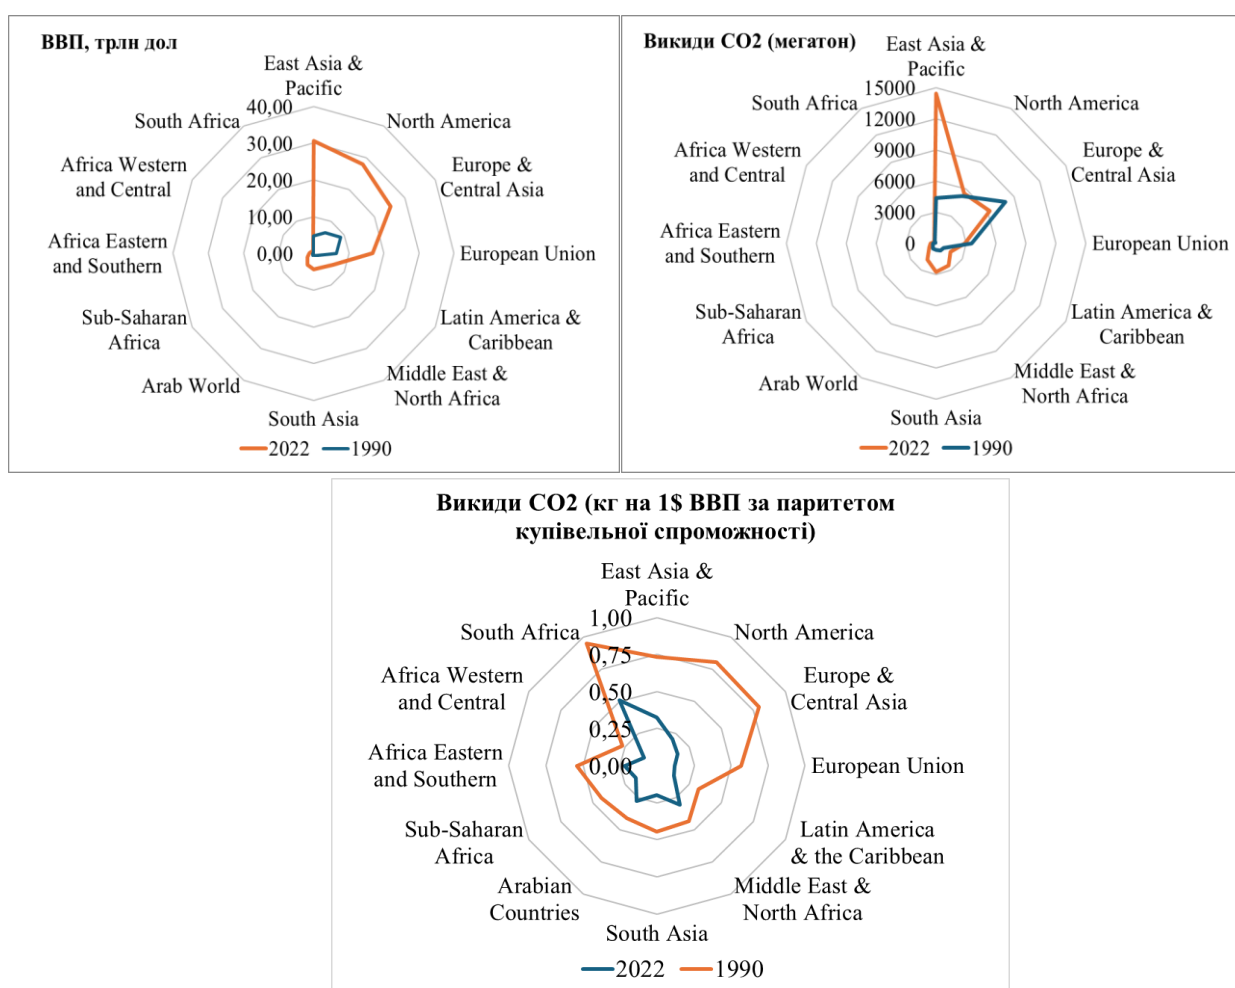 ВВП, трлн дол
East Asia &
Pacific
40,00
30,00
20,00
10,00
0,00
North America
Europe &
Central Asia
European Union
Latin America &
Caribbean
Middle East &
North Africa
South Asia
Arab World
Sub-Saharan
Africa
Africa Eastern
and Southern
Africa Western
and Central
South Africa
2022
1990
Викиди CO2 (мегатон)
East Asia &
Pacific
15000
12000
9000
6000
3000
0
North America
Europe &
Central Asia
European Union
Latin America &
Caribbean
Middle East &
North Africa
South Asia
Arab World
Sub-Saharan
Africa
Africa Eastern
and Southern
Africa Western
and Central
South Africa
2022
1990
Викиди CO2 (кг на 1$ ВВП за паритетом
купівельної спроможності)
East Asia &
Pacific
1,00
0,75
0,50
0,25
0,00
North America
Europe &
Central Asia
European Union
Latin America
& the Caribbean
Middle East &
North Africa
South Asia
Arabian
Countries
Sub-Saharan
Africa
Africa Eastern
and Southern
Africa Western
and Central
South Africa
2022
1990